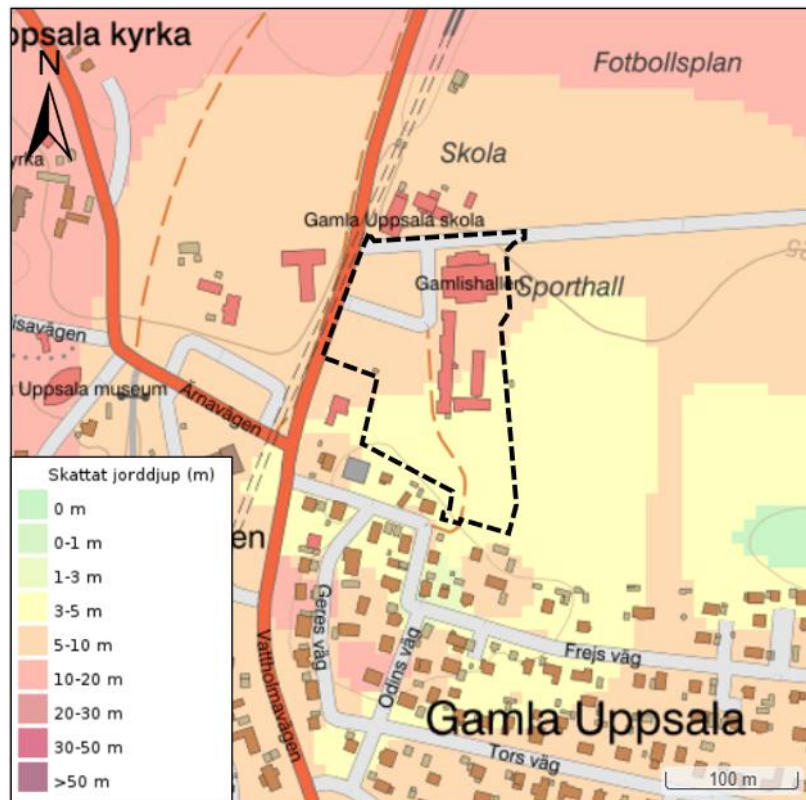 ppsala kyrka
N
Fotbollsplan
yrka
Skola
Gamla Uppsala skola
Gamlishallen
Sporthall
isavägen
Uppsala museum
Ärnavägen
Skattat jorddjup (m)
0 m
0-1 m
1-3 m
3-5 m
5-10 m
10-20 m
20-30 m
30-50 m
>50 m
en
Geres väg
Odins väg
Vattholmavägen
Frejs väg
Gamla Uppsala
Tors väg
100 m